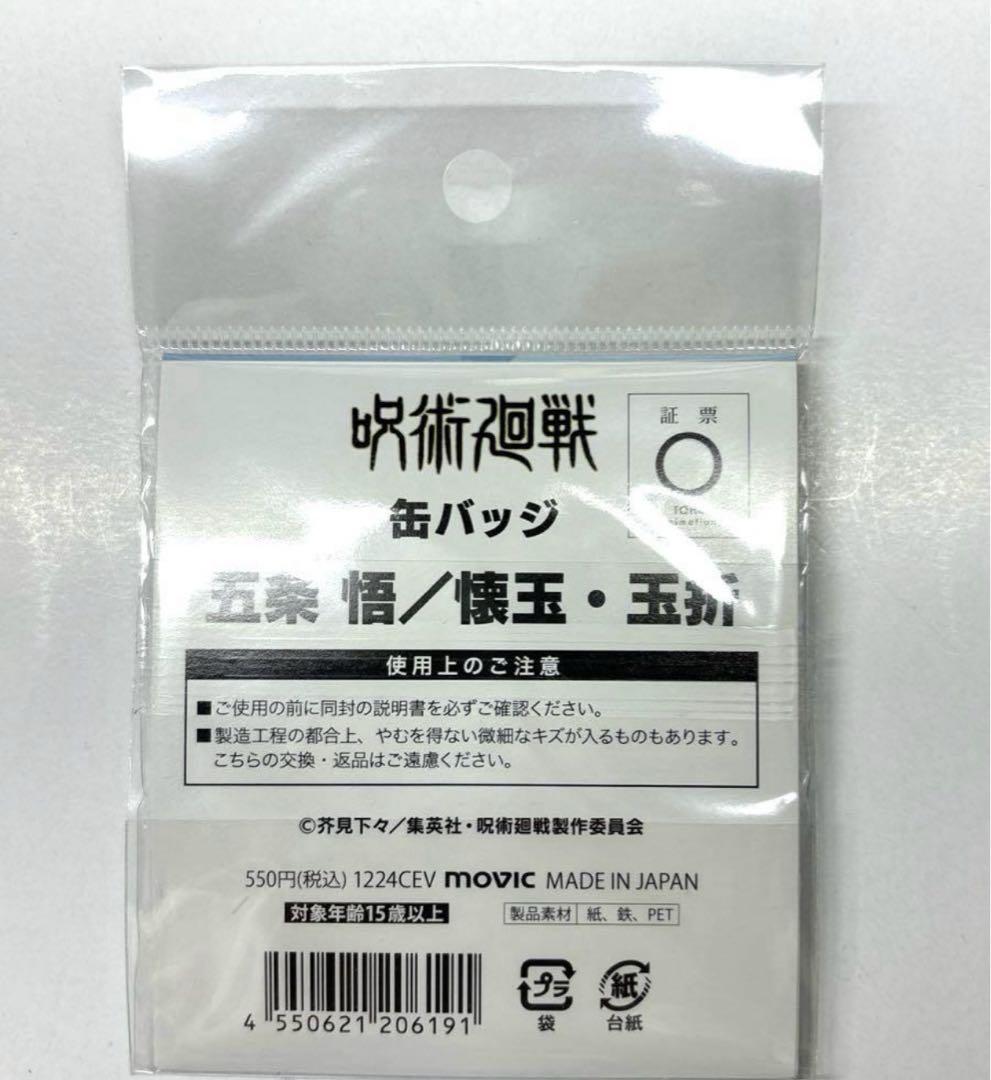 呪術廻戦
証 票
TOHO
animation
缶バッジ
五条 悟／懐玉・玉折
使用上のご注意
■ご使用の前に同封の説明書を必ずご確認ください。
■製造工程の都合上、やむを得ない微細なキズが入るものもあります。
こちらの交換・返品はご遠慮ください。
©芥見下々／集英社・呪術廻戦製作委員会
550円(税込) 1224CEV movic MADE IN JAPAN
対象年齢15歳以上 製品素材 紙、鉄、PET
4 550621 206191
プラ 紙
袋 台紙